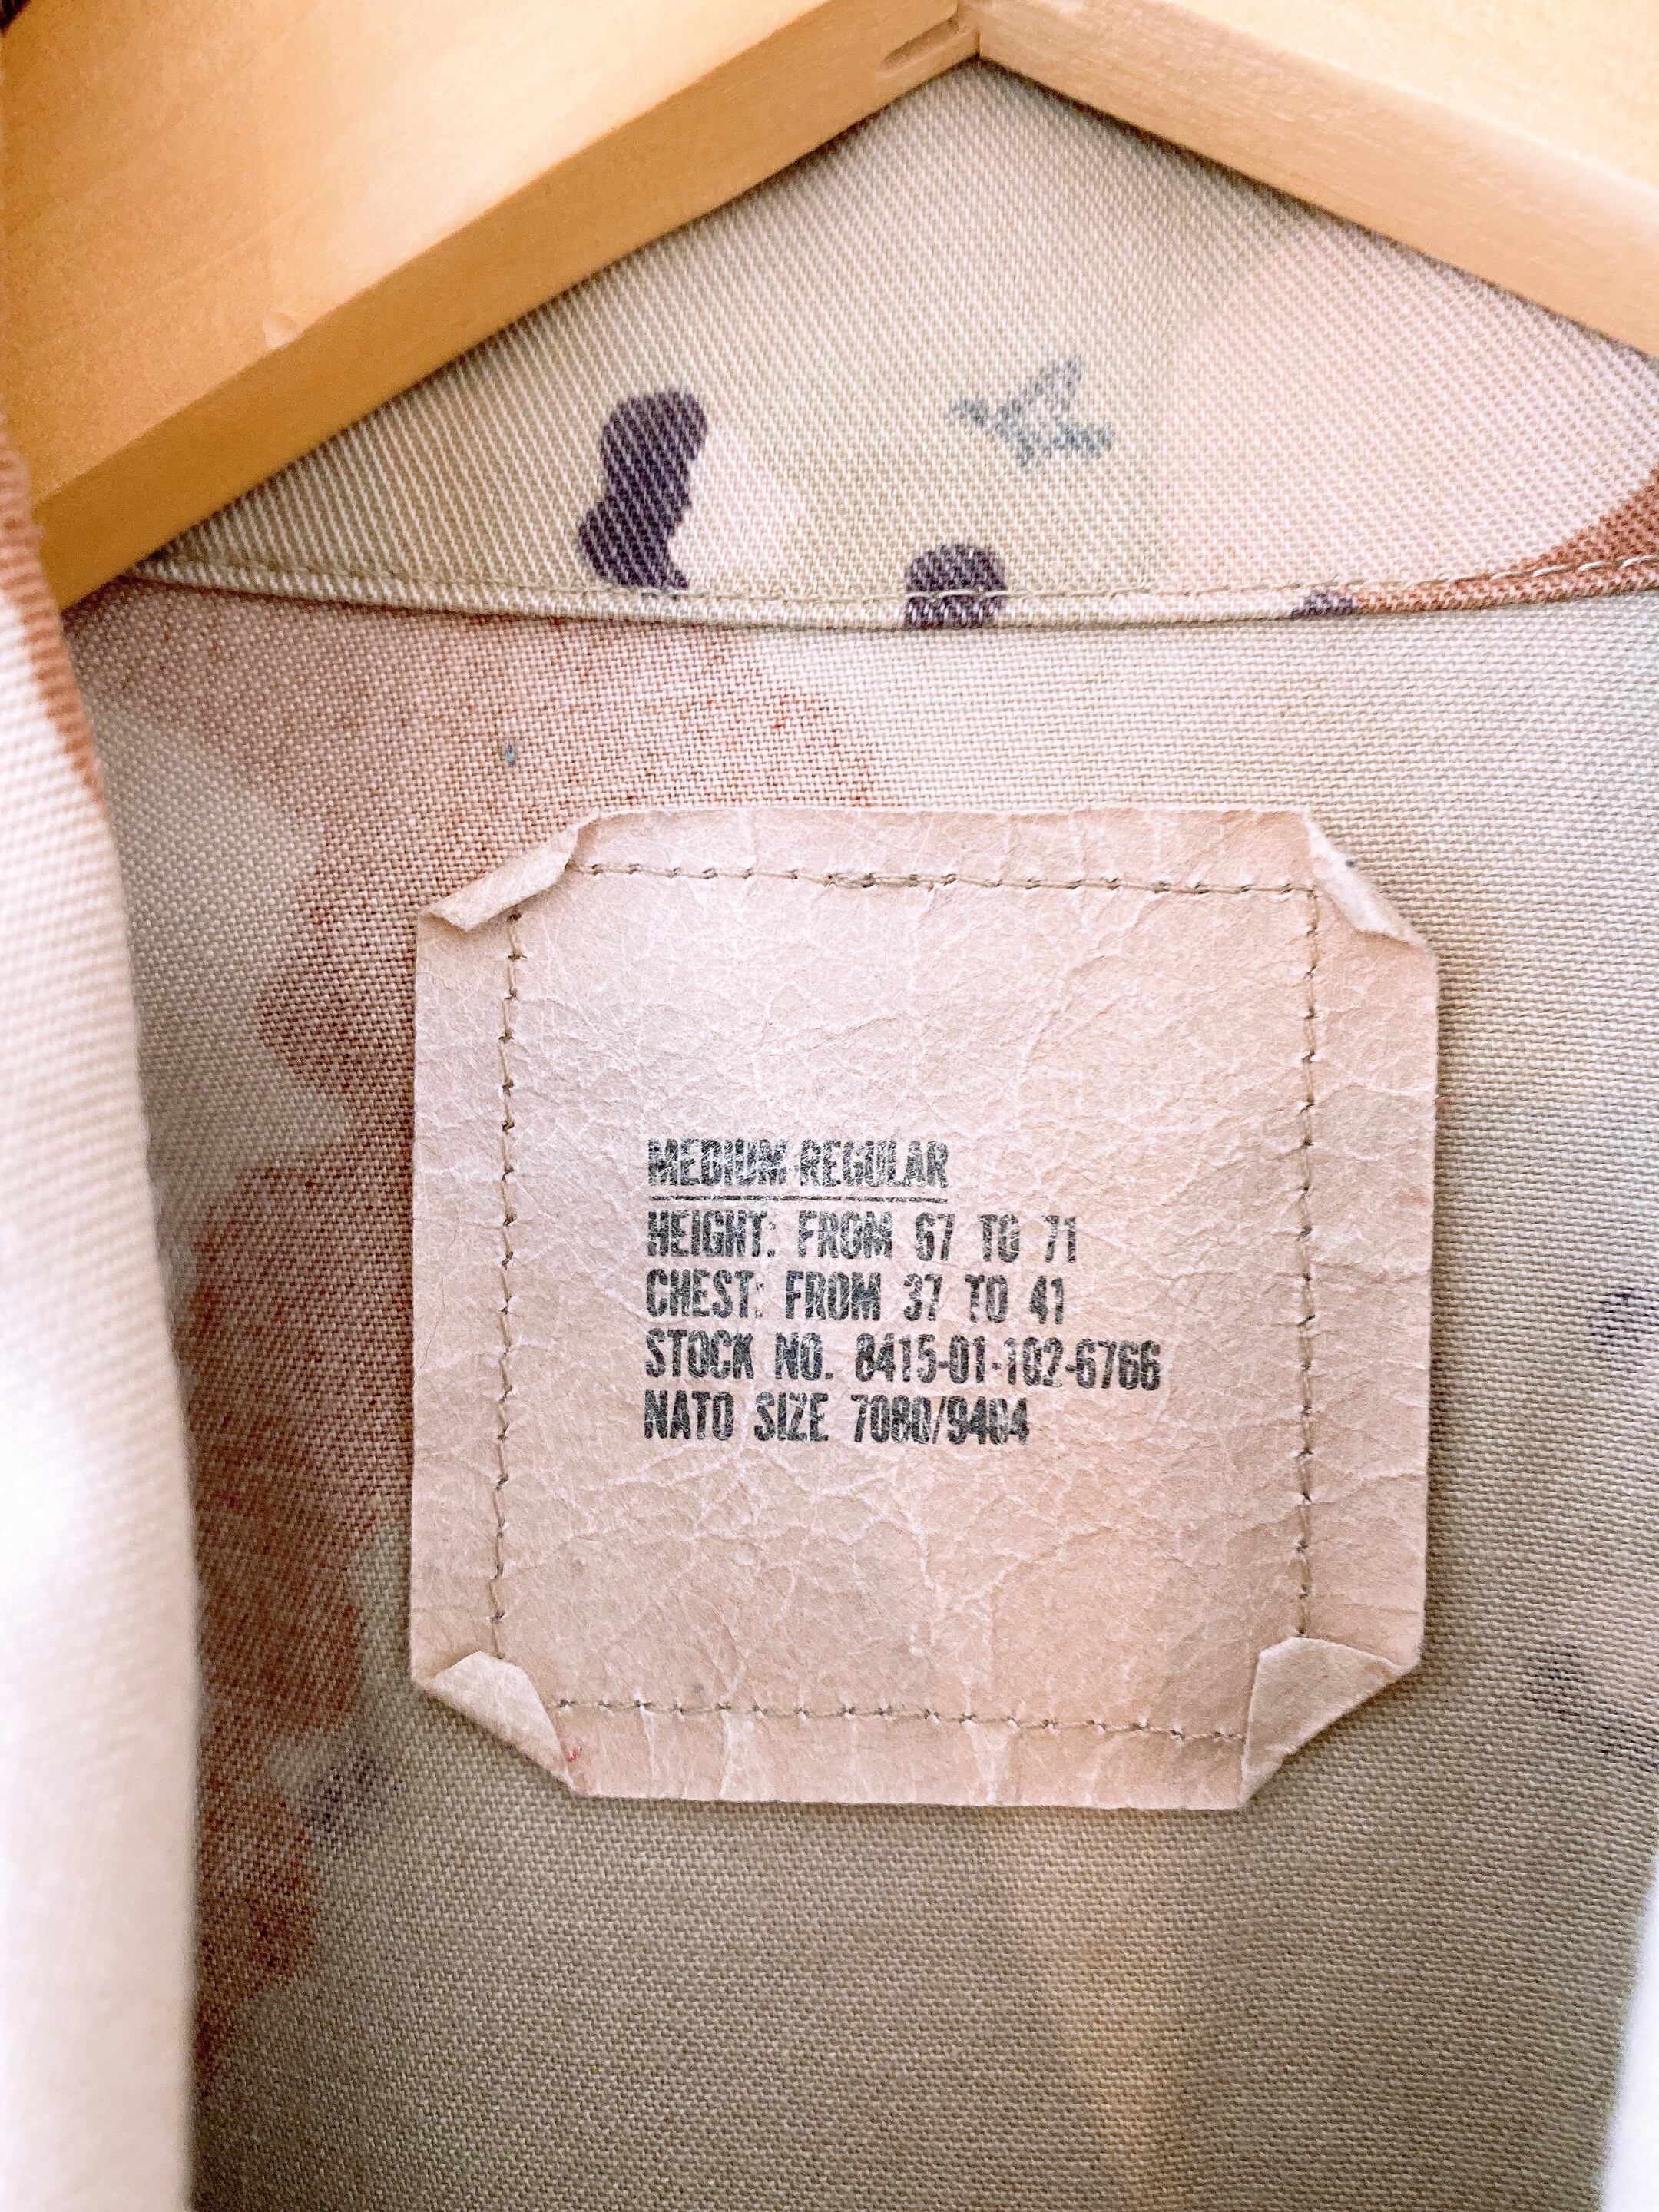 MEDIUM REGULAR
HEIGHT: FROM 67 TO 71
CHEST: FROM 37 TO 41
STOCK NO. 8415-01-102-6766
NATO SIZE 7080/9404